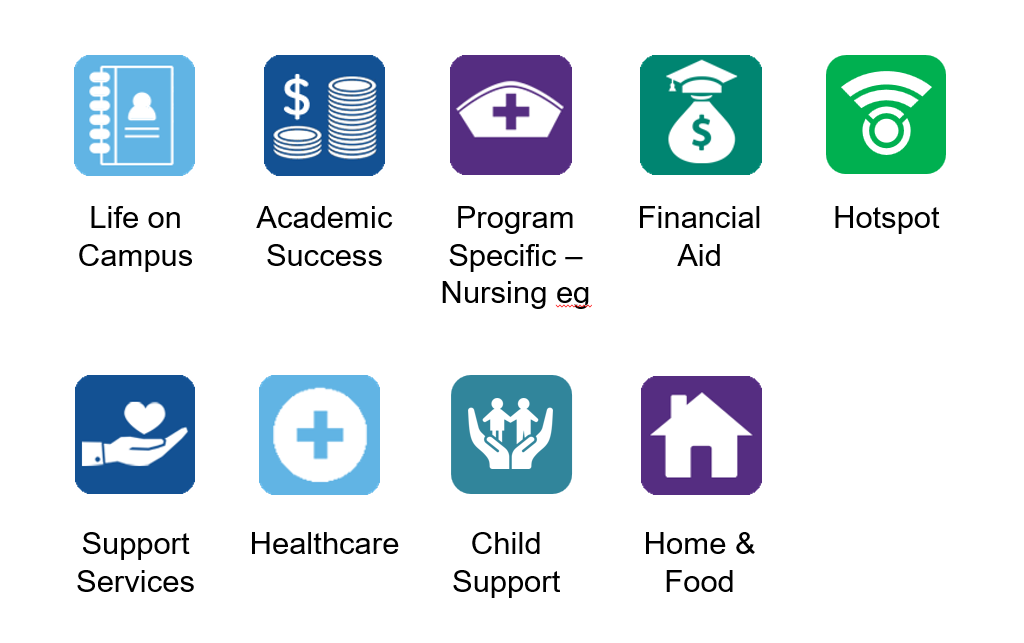 $
$
Life on
Campus
Academic
Success
Program
Specific –
Nursing eg
Financial
Aid
Hotspot
Support
Services
Healthcare
Child
Support
Home &
Food